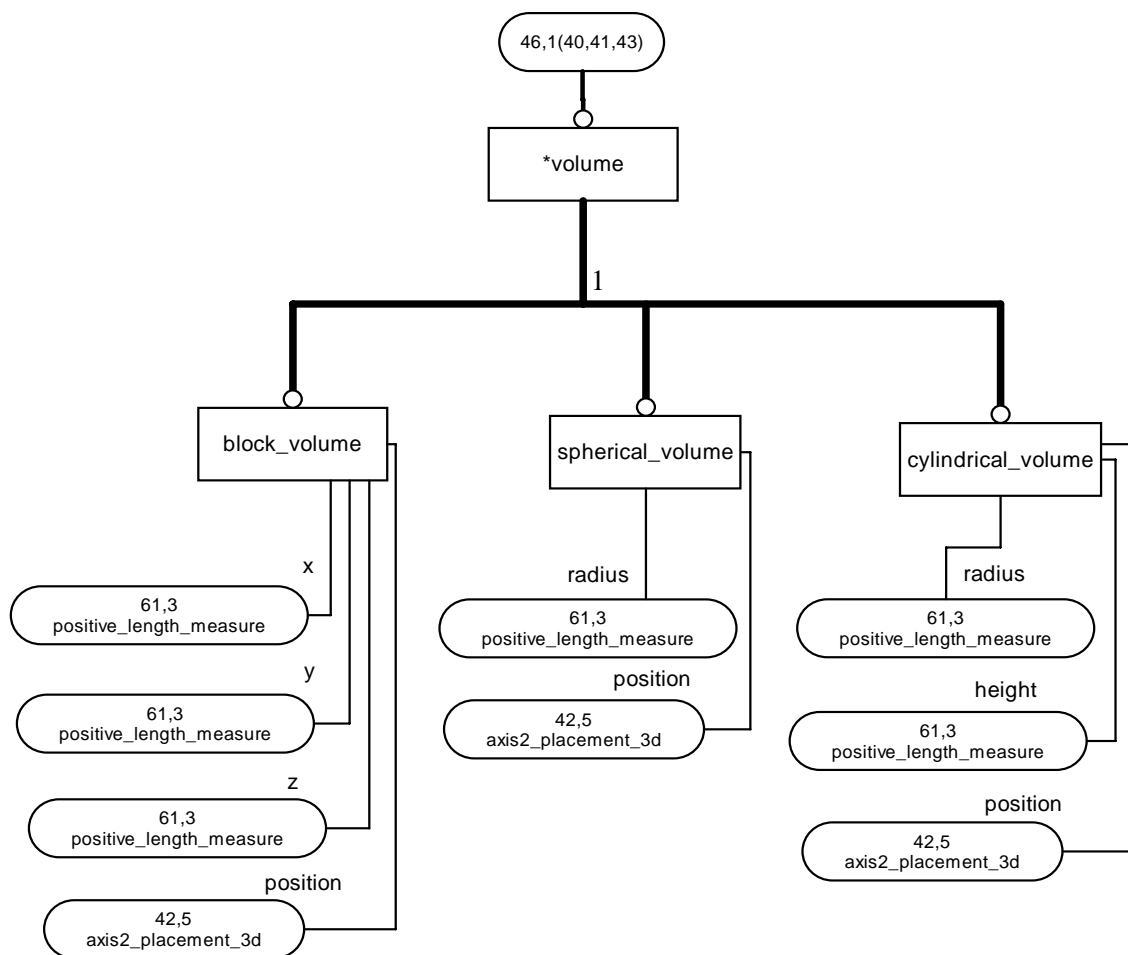 46,1(40,41,43)
*volume
1
block_volume
spherical_volume
cylindrical_volume
x
61,3
positive_length_measure
y
61,3
positive_length_measure
z
61,3
positive_length_measure
position
42,5
axis2_placement_3d
radius
61,3
positive_length_measure
position
42,5
axis2_placement_3d
radius
61,3
positive_length_measure
height
61,3
positive_length_measure
position
42,5
axis2_placement_3d